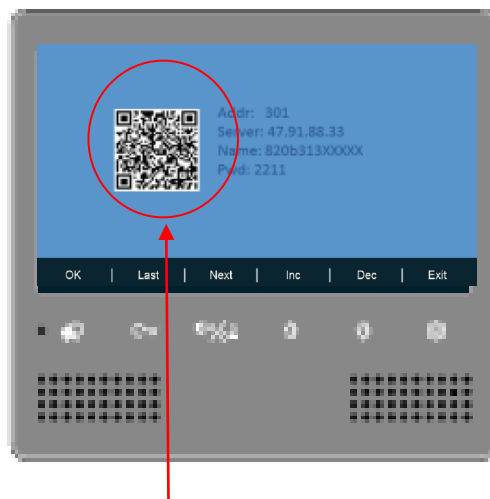 Addr: 301
Server: 47.91.88.33
Name: 820b313XXXXX
Pwd: 2211
OK | Last | Next | Inc | Dec | Exit